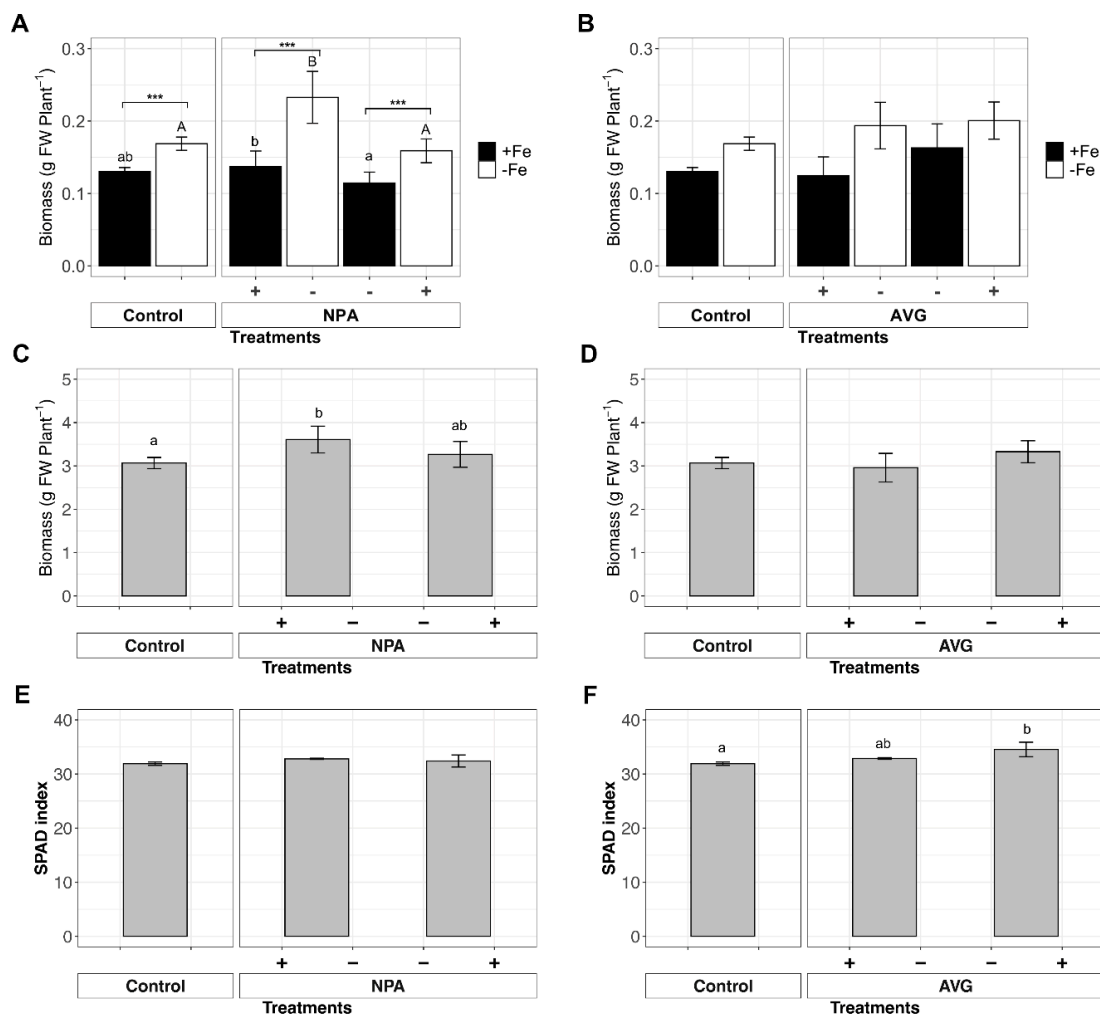 A
Biomass (g FW Plant⁻¹)
0.3
0.2
0.1
0.0
***
ab
A
***
B
b
***
a
A
+ - - +
Control
NPA
Treatments
+Fe
-Fe
B
Biomass (g FW Plant⁻¹)
0.3
0.2
0.1
0.0
+ - - +
Control
AVG
Treatments
+Fe
-Fe
C
Biomass (g FW Plant⁻¹)
5
4
3
2
1
0
a
b
ab
+ − − +
Control
NPA
Treatments
D
Biomass (g FW Plant⁻¹)
5
4
3
2
1
0
+ − − +
Control
AVG
Treatments
E
SPAD index
40
30
20
10
0
+ − − +
Control
NPA
Treatments
F
SPAD index
40
30
20
10
0
a
ab
b
+ − − +
Control
AVG
Treatments